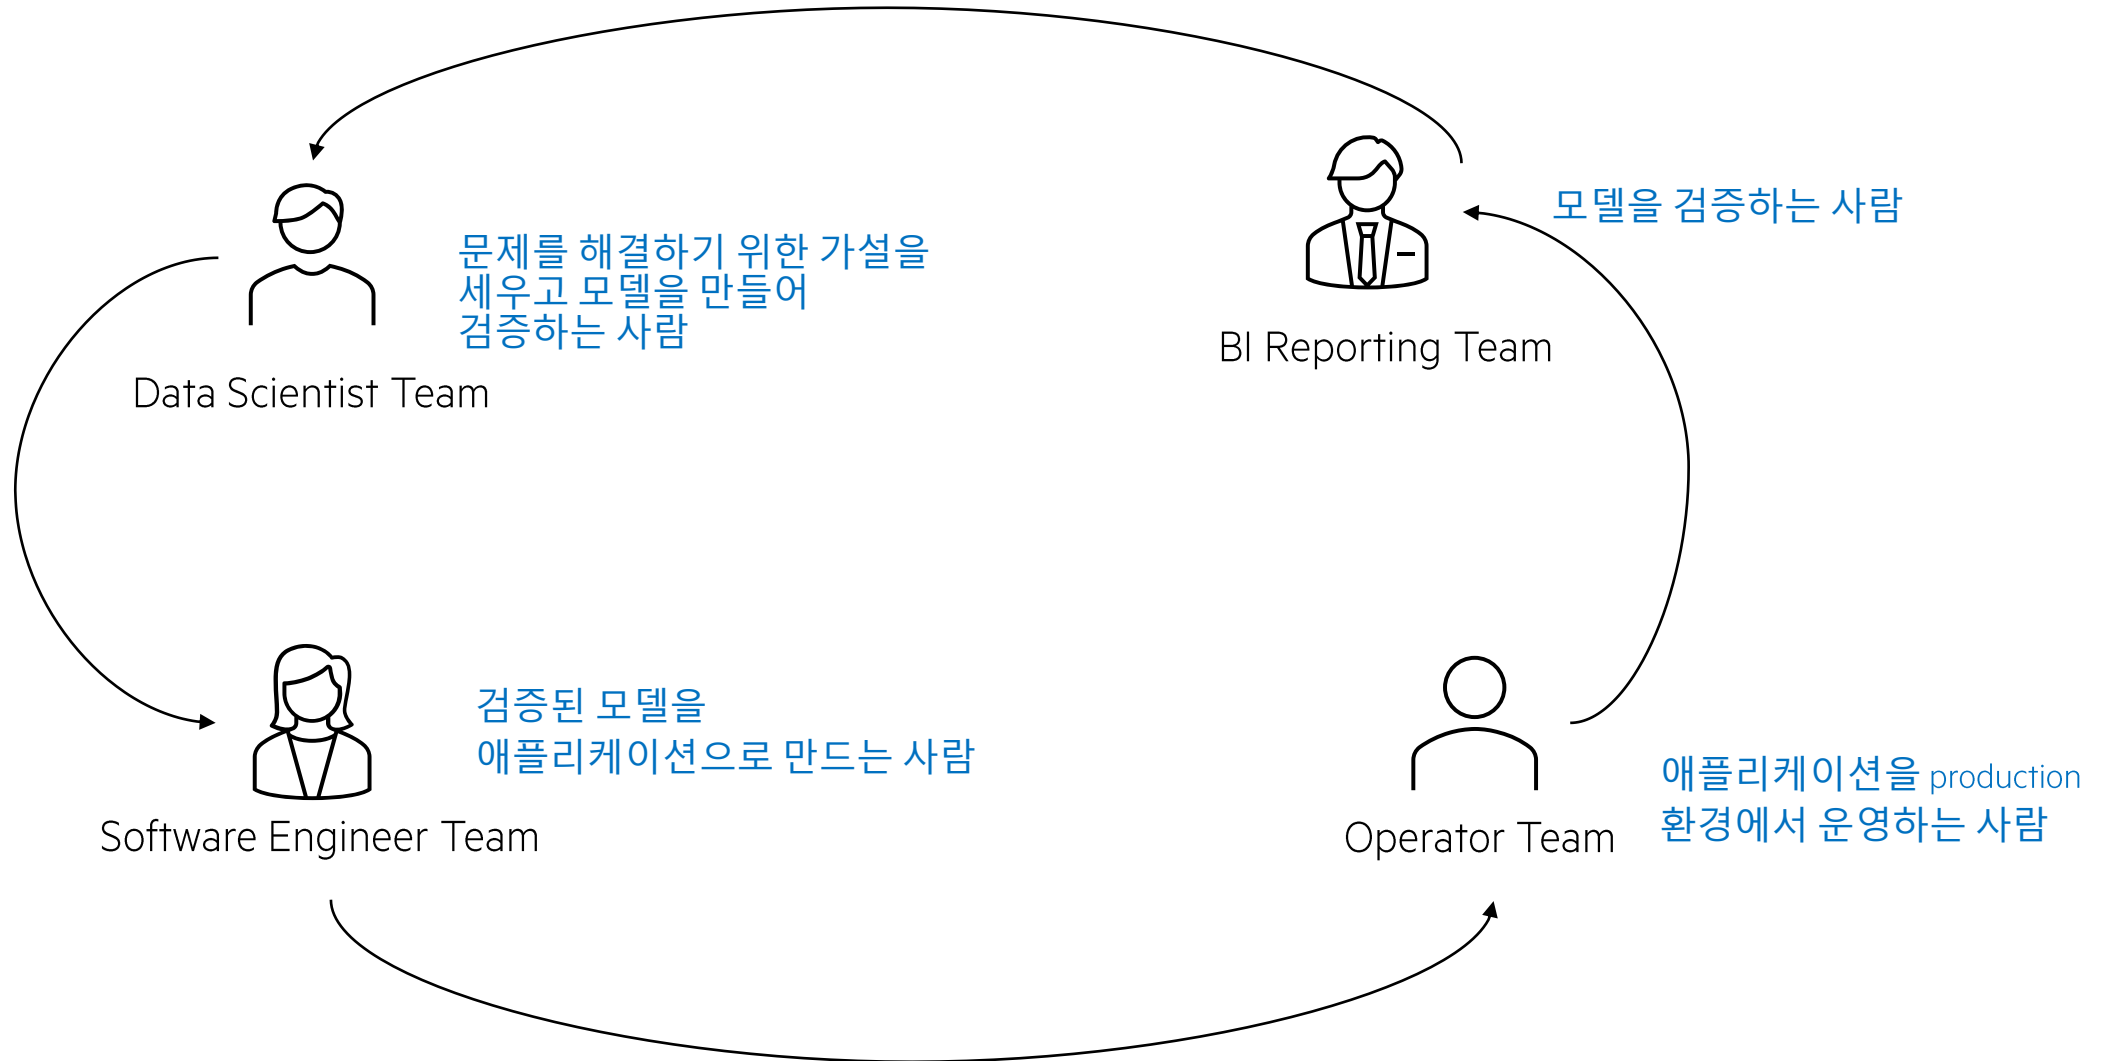 문제를 해결하기 위한 가설을
세우고 모델을 만들어
검증하는 사람
Data Scientist Team
모델을 검증하는 사람
BI Reporting Team
검증된 모델을
애플리케이션으로 만드는 사람
Software Engineer Team
애플리케이션을 production
환경에서 운영하는 사람
Operator Team